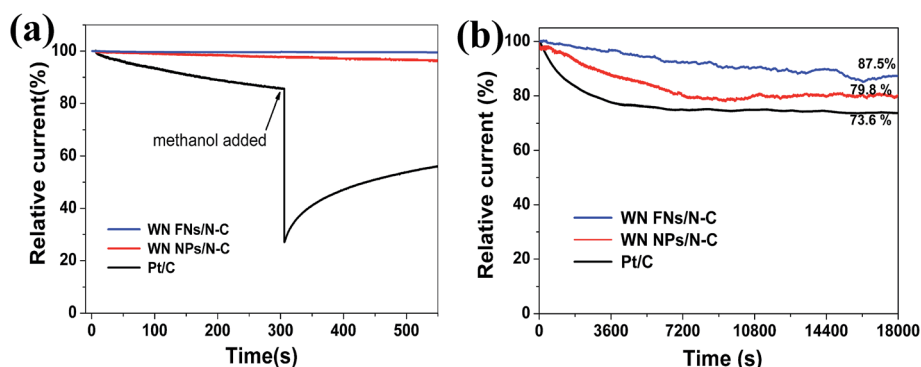 (a)
Relative current(%)
100
80
60
40
20
0
methanol added
WN FNs/N-C
WN NPs/N-C
Pt/C
0
100
200
300
400
500
Time(s)
(b)
Relative current (%)
100
80
60
40
20
0
87.5%
79.8%
73.6 %
WN FNs/N-C
WN NPs/N-C
Pt/C
0
3600
7200
10800
14400
18000
Time (s)